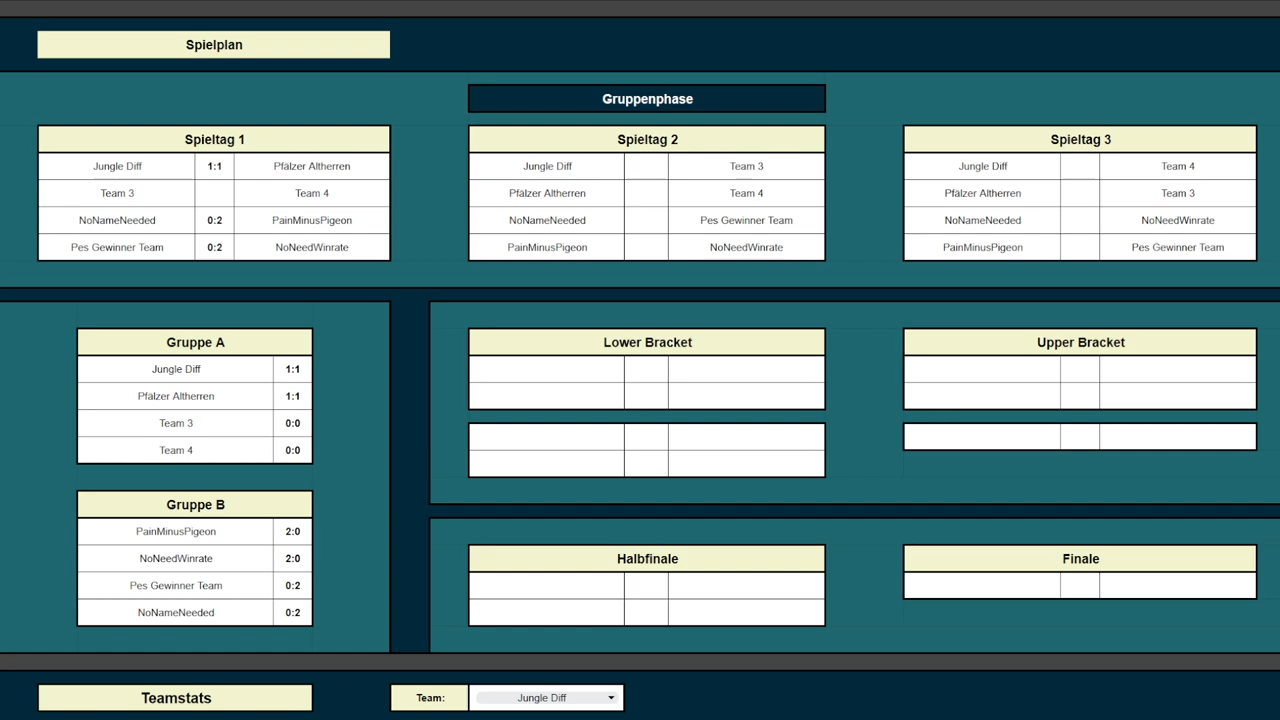 Spielplan
Gruppenphase
Spieltag 1
Jungle Diff 1:1 Pfälzer Altherren
Team 3 Team 4
NoNameNeeded 0:2 PainMinusPigeon
Pes Gewinner Team 0:2 NoNeedWinrate
Spieltag 2
Jungle Diff Team 3
Pfälzer Altherren Team 4
NoNameNeeded Pes Gewinner Team
PainMinusPigeon NoNeedWinrate
Spieltag 3
Jungle Diff Team 4
Pfälzer Altherren Team 3
NoNameNeeded NoNeedWinrate
PainMinusPigeon Pes Gewinner Team
Gruppe A
Jungle Diff 1:1
Pfälzer Altherren 1:1
Team 3 0:0
Team 4 0:0
Gruppe B
PainMinusPigeon 2:0
NoNeedWinrate 2:0
Pes Gewinner Team 0:2
NoNameNeeded 0:2
Lower Bracket
Upper Bracket
Halbfinale
Finale
Teamstats
Team: Jungle Diff